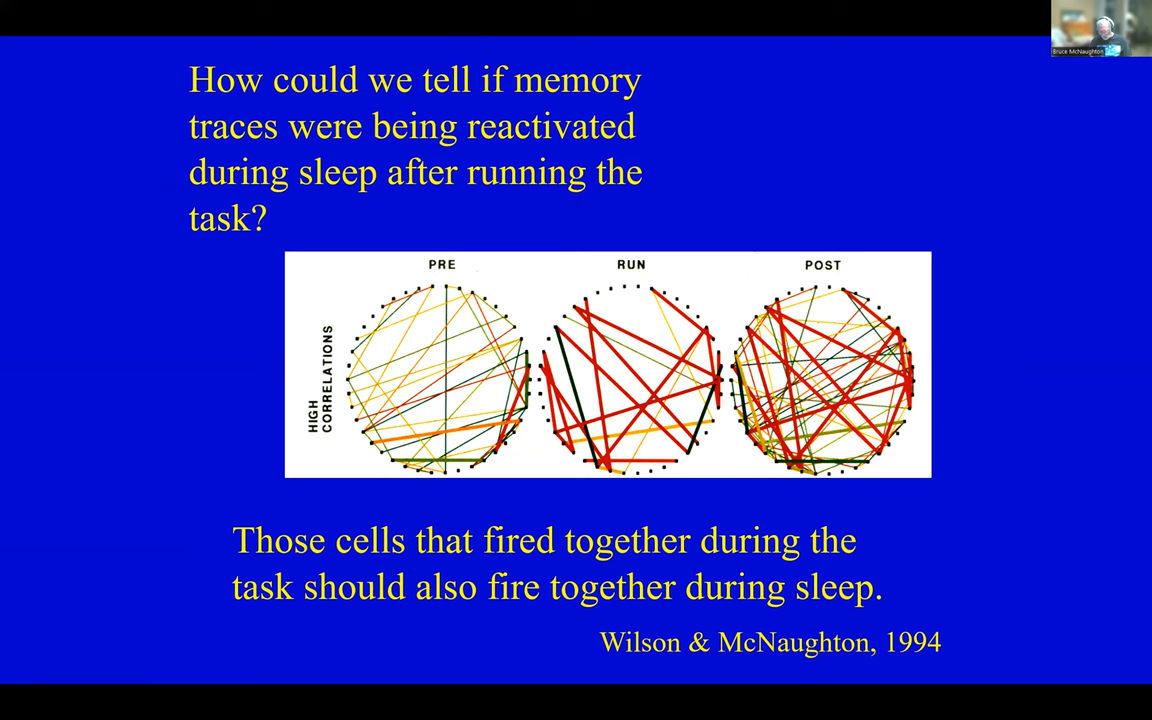 Bruce McNaughton
How could we tell if memory
traces were being reactivated
during sleep after running the
task?
PRE
RUN
POST
HIGH
CORRELATIONS
Those cells that fired together during the
task should also fire together during sleep.
Wilson & McNaughton, 1994